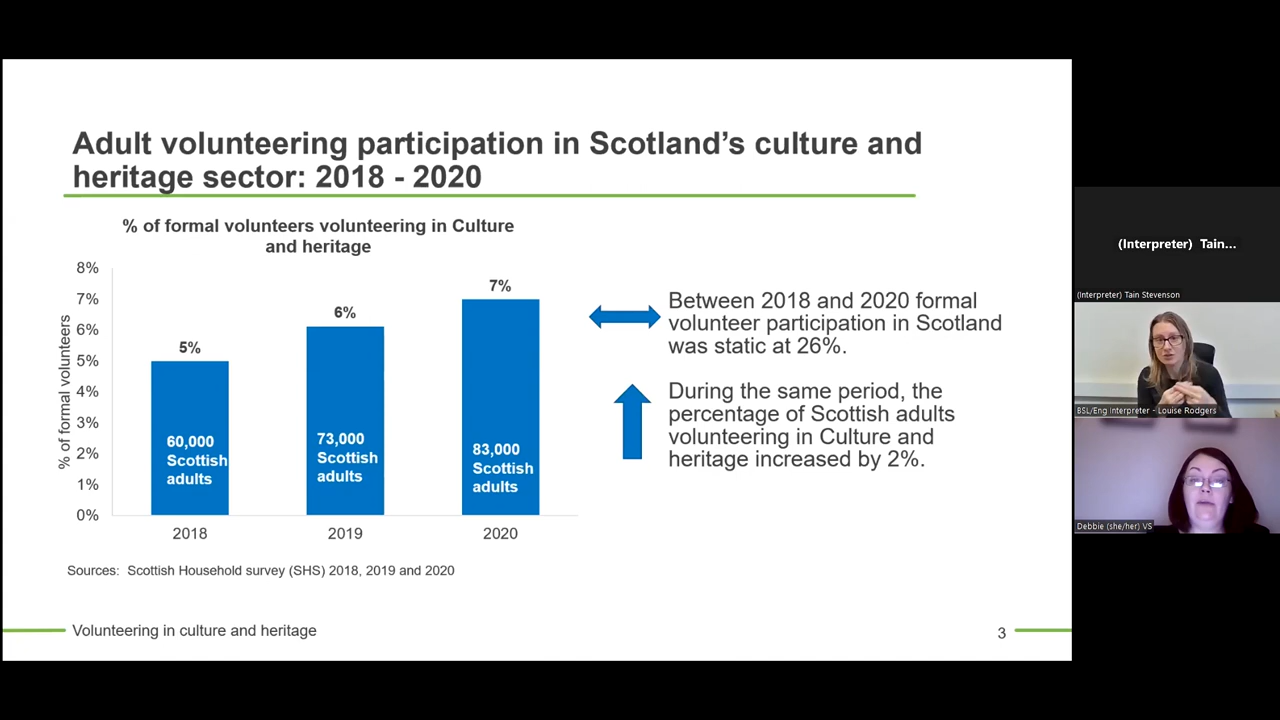 Adult volunteering participation in Scotland's culture and
heritage sector: 2018 - 2020
% of formal volunteers volunteering in Culture
and heritage
% of formal volunteers
8%
7%
6%
5%
4%
3%
2%
1%
0%
5%
60,000
Scottish
adults
2018
6%
73,000
Scottish
adults
2019
7%
83,000
Scottish
adults
2020
Between 2018 and 2020 formal
volunteer participation in Scotland
was static at 26%.
During the same period, the
percentage of Scottish adults
volunteering in Culture and
heritage increased by 2%.
Sources: Scottish Household survey (SHS) 2018, 2019 and 2020
Volunteering in culture and heritage
3
(Interpreter) Tain...
(Interpreter) Tain Stevenson
BSL/Eng Interpreter - Louise Rodgers
Debbie (she/her) VS